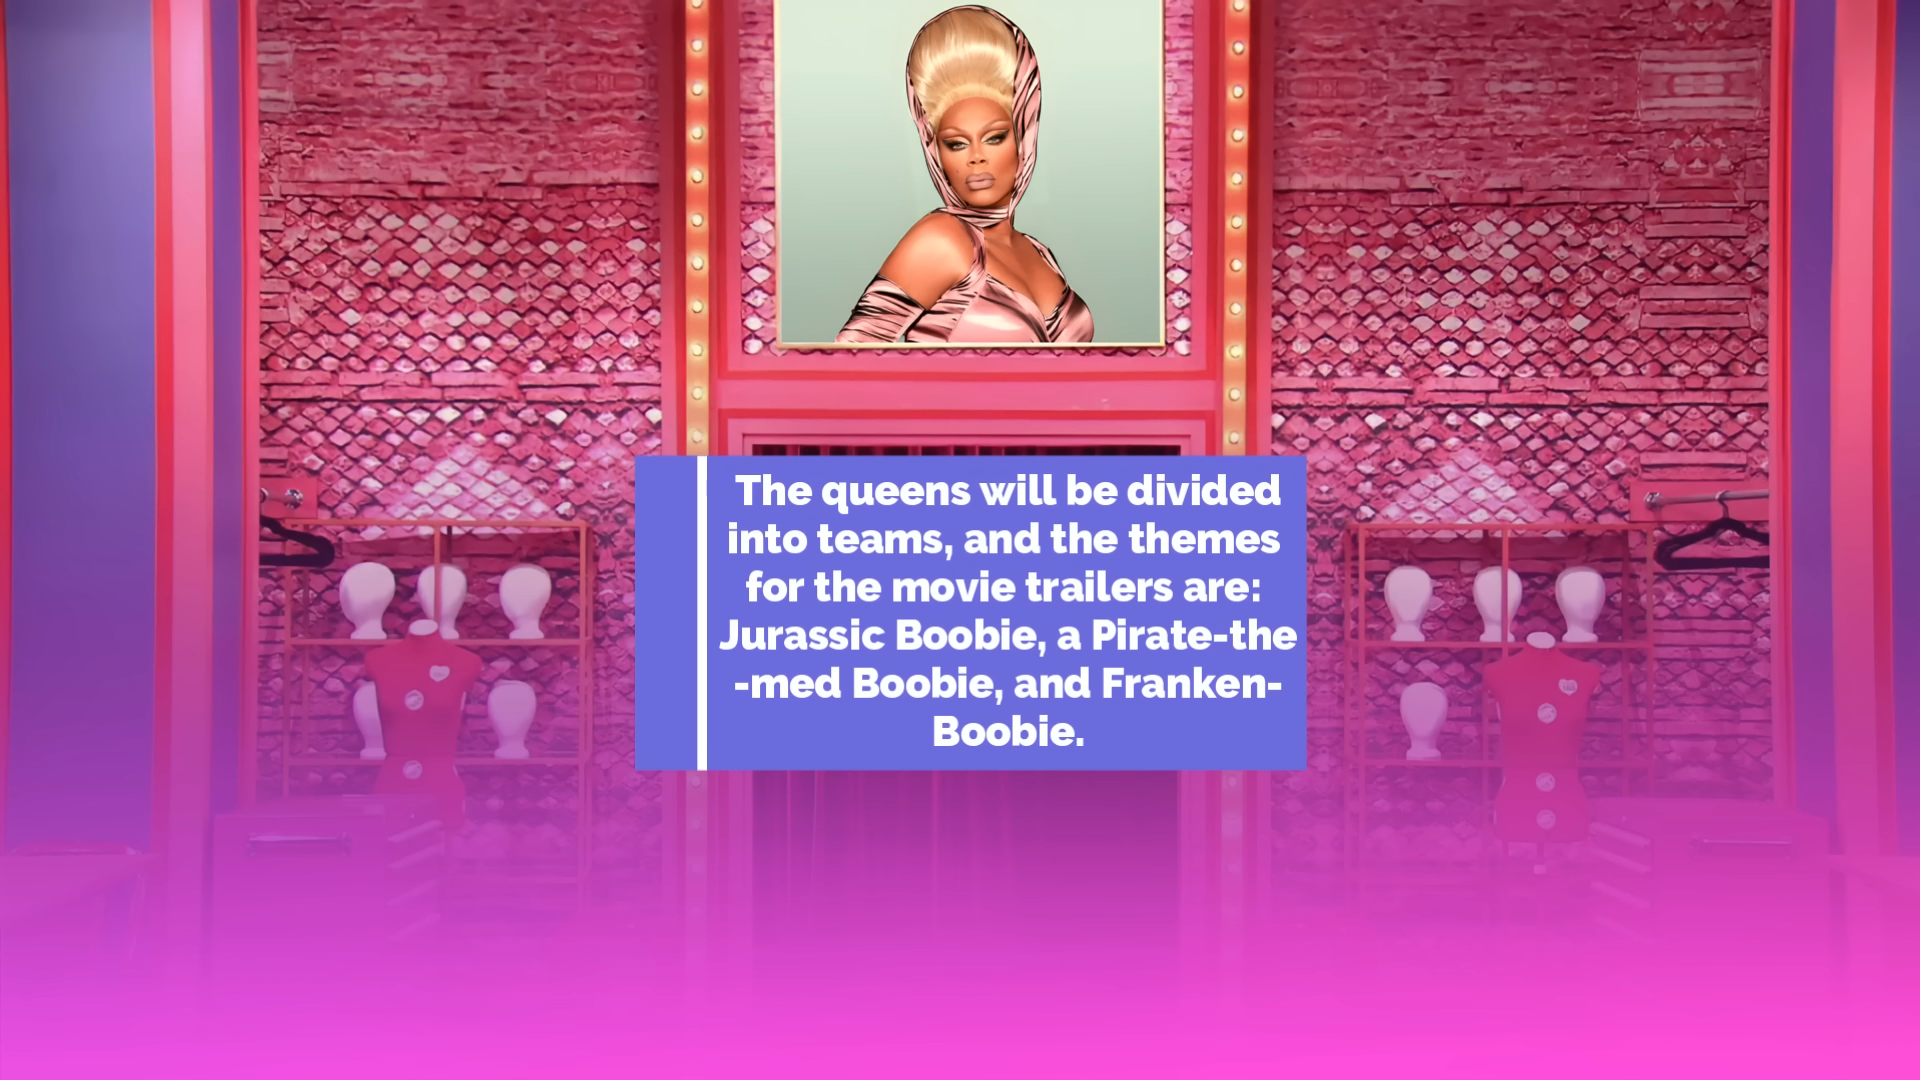 The queens will be divided
into teams, and the themes
for the movie trailers are:
Jurassic Boobie, a Pirate-the
-med Boobie, and Franken-
Boobie.